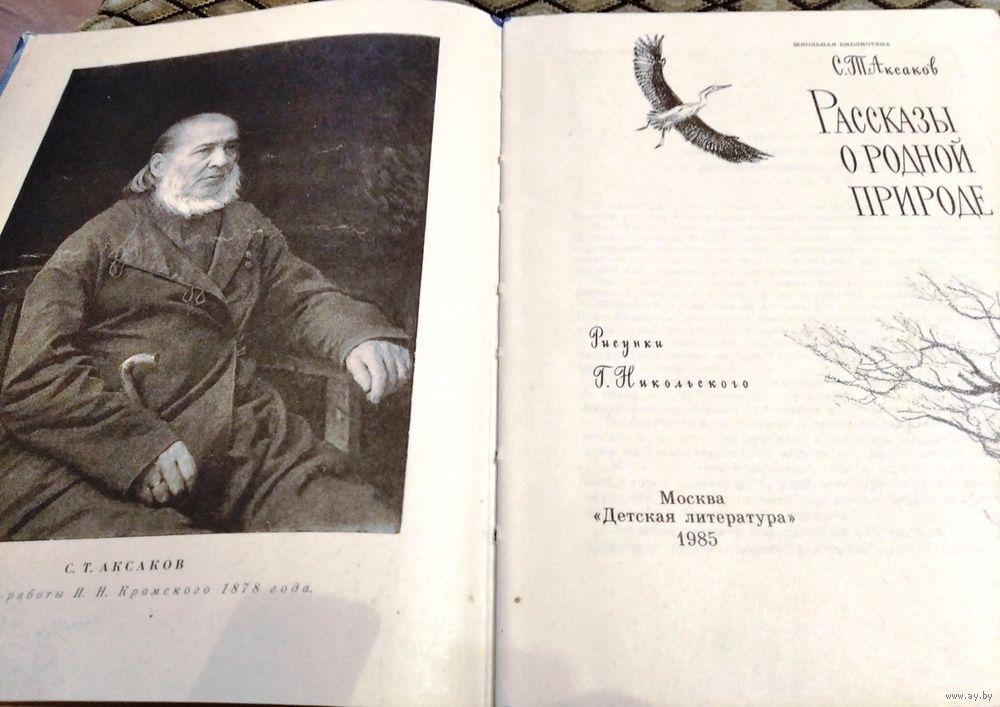 С. Т. АКСАКОВ
работы И. Н. Крамского 1878 года.
ШКОЛЬНАЯ БИБЛИОТЕКА
С. Т. Аксаков
РАССКАЗЫ
О РОДНОЙ
ПРИРОДЕ
Рисунки
Г. Никольского
Москва
«Детская литература»
1985
www.ay.by